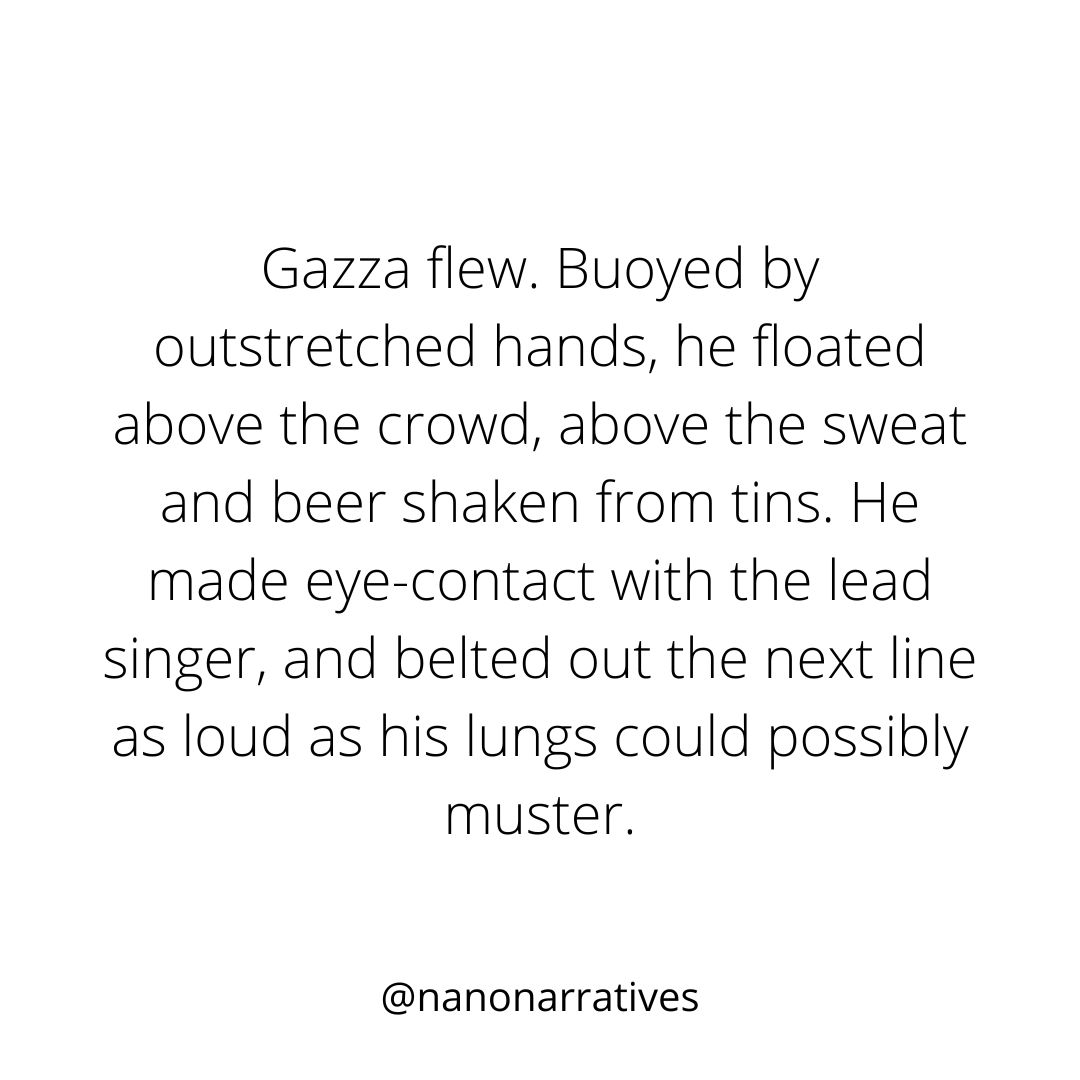 Gazza flew. Buoyed by
outstretched hands, he floated
above the crowd, above the sweat
and beer shaken from tins. He
made eye-contact with the lead
singer, and belted out the next line
as loud as his lungs could possibly
muster.
@nanonarratives